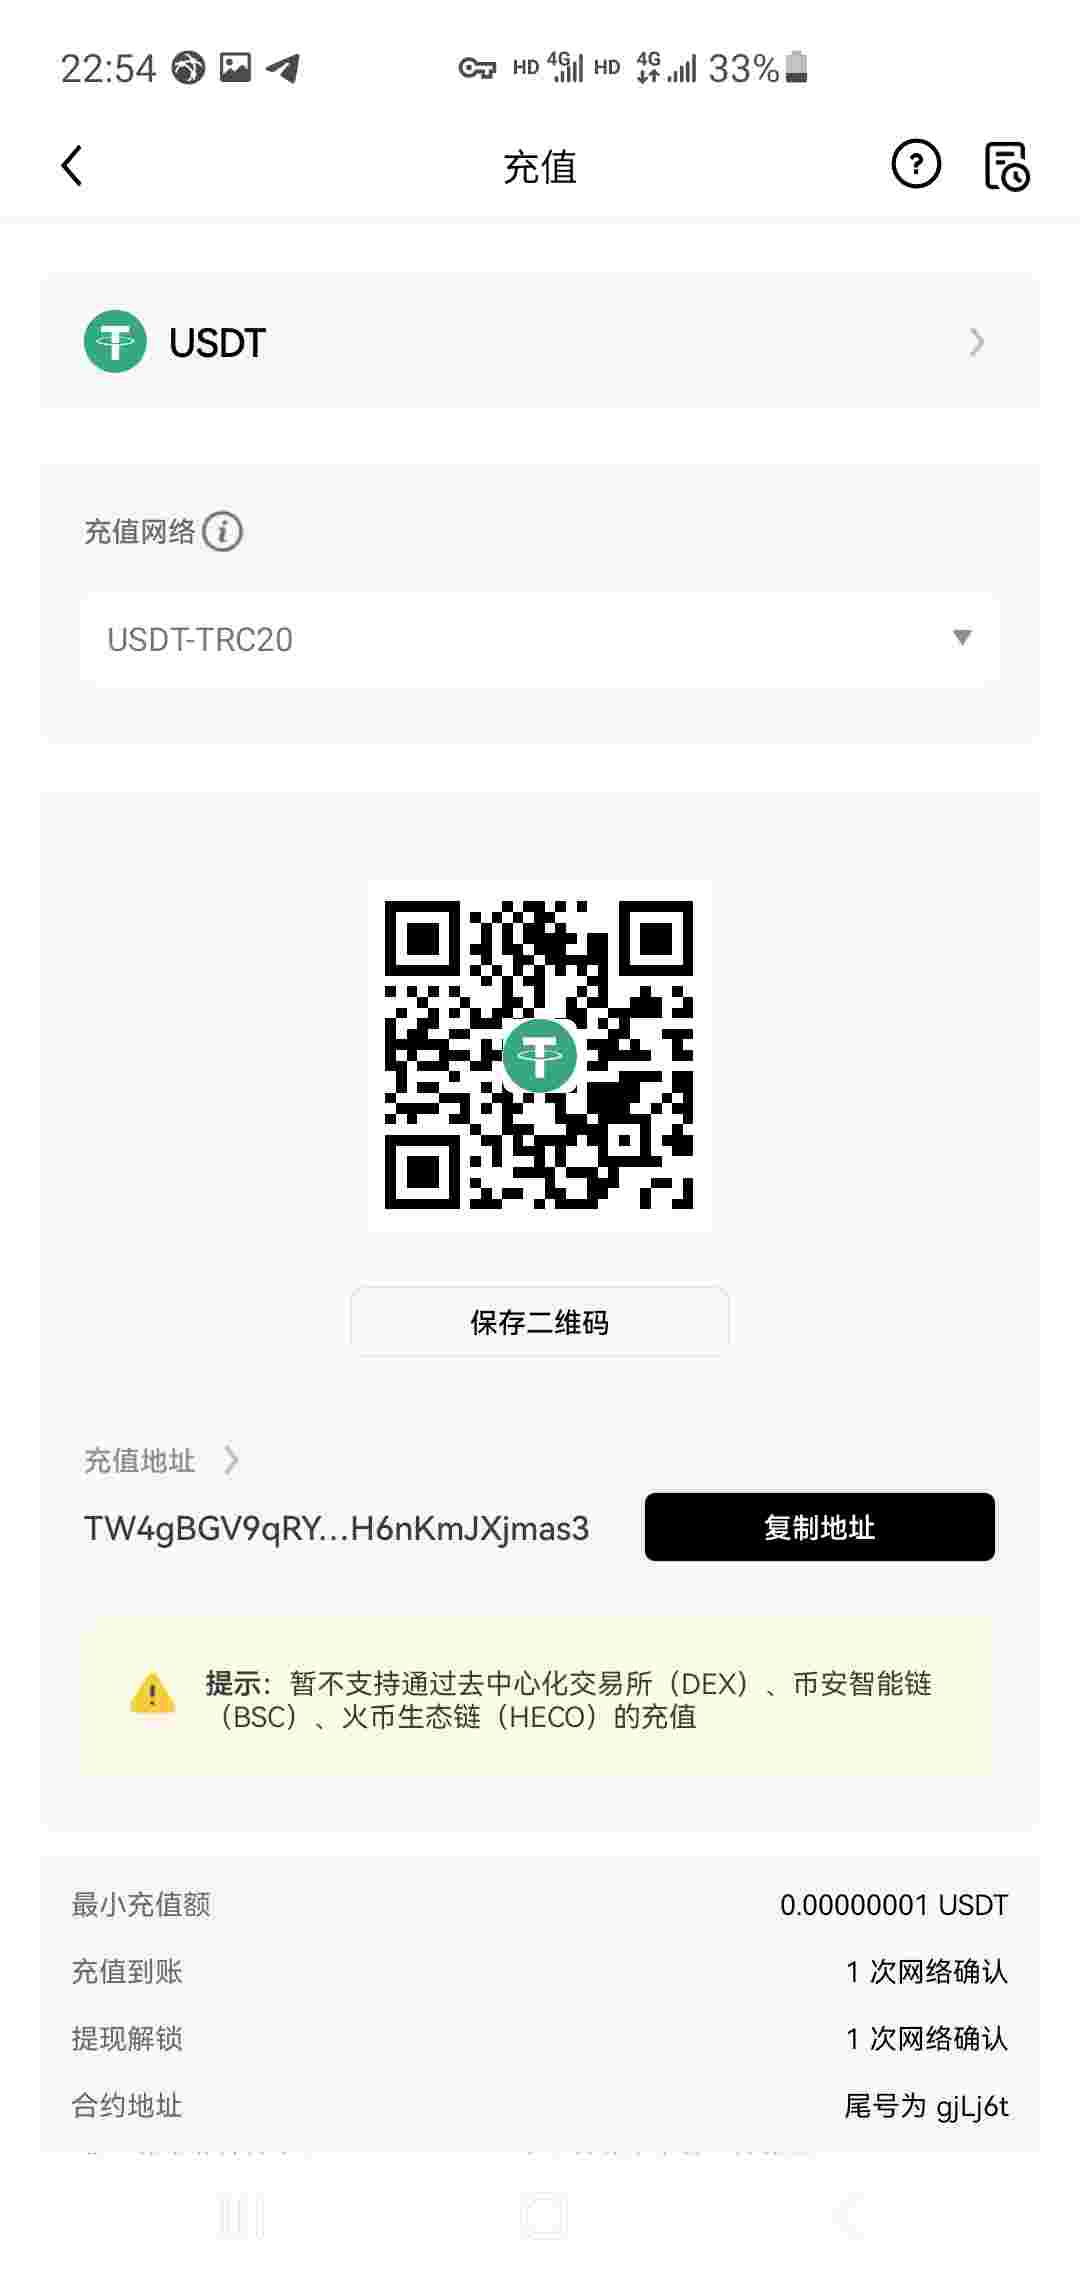 22:54
HD 4G HD 4G 33%
充值
USDT
充值网络
USDT-TRC20
保存二维码
充值地址
TW4gBGV9qRY...H6nKmJXjmas3
复制地址
提示：暂不支持通过去中心化交易所（DEX）、币安智能链
（BSC）、火币生态链（HECO）的充值
最小充值额 0.00000001 USDT
充值到账 1 次网络确认
提现解锁 1 次网络确认
合约地址 尾号为 gjLj6t